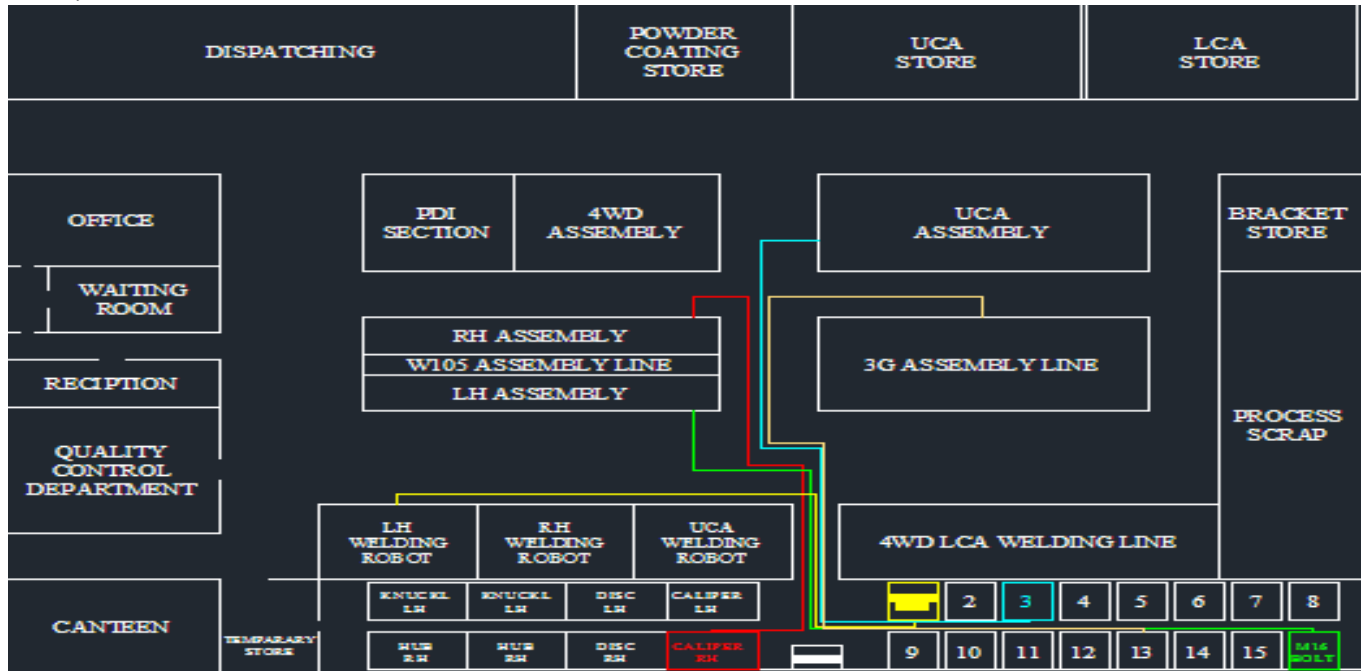 DISPATCHING
POWDER
COATING
STORE
UCA
STORE
LCA
STORE
OFFICE
PDI
SECTION
4WD
ASSEMBLY
UCA
ASSEMBLY
BRACKET
STORE
WAITING
ROOM
RH ASSEMBLY
W105 ASSEMBLY LINE
LH ASSEMBLY
3G ASSEMBLY LINE
RECIPTION
PROCESS
SCRAP
QUALITY
CONTROL
DEPARTMENT
LH
WELDING
ROBOT
RH
WELDING
ROBOT
UCA
WELDING
ROBOT
4WD LCA WELDING LINE
CANTEEN
TEMPARARY
STORE
KNUCKL
LH
KNUCKL
LH
DISC
LH
CALIPER
LH
2
3
4
5
6
7
8
HUB
RH
HUB
RH
DISC
RH
CALIPER
RH
9
10
11
12
13
14
15
M16
BOLT